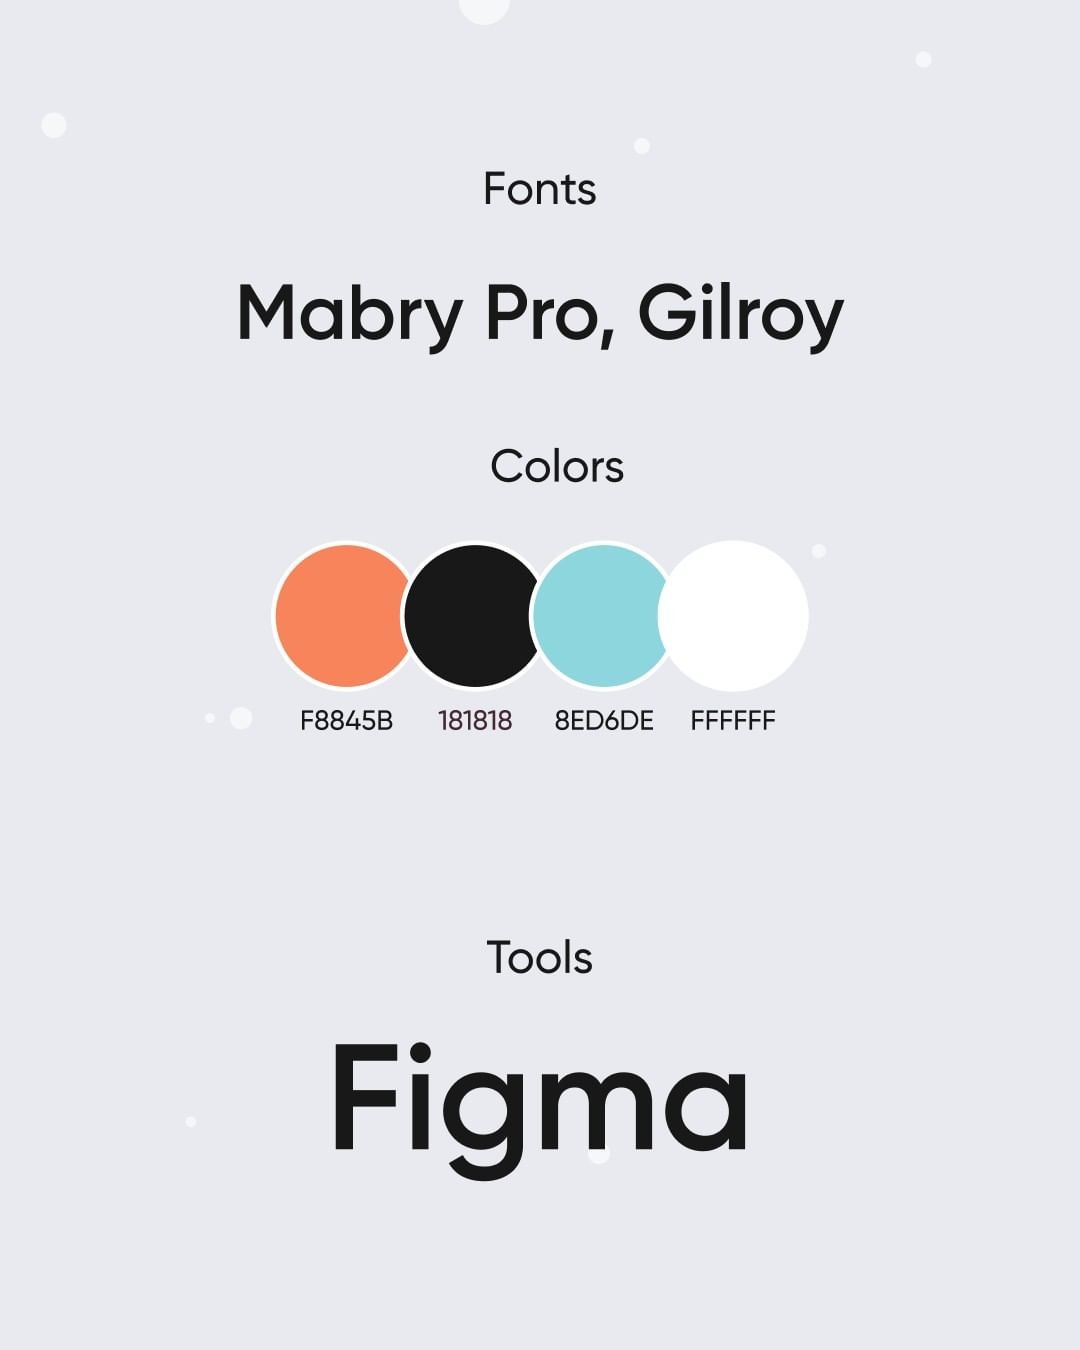 Fonts
Mabry Pro, Gilroy
Colors
F8845B 181818 8ED6DE FFFFFF
Tools
Figma